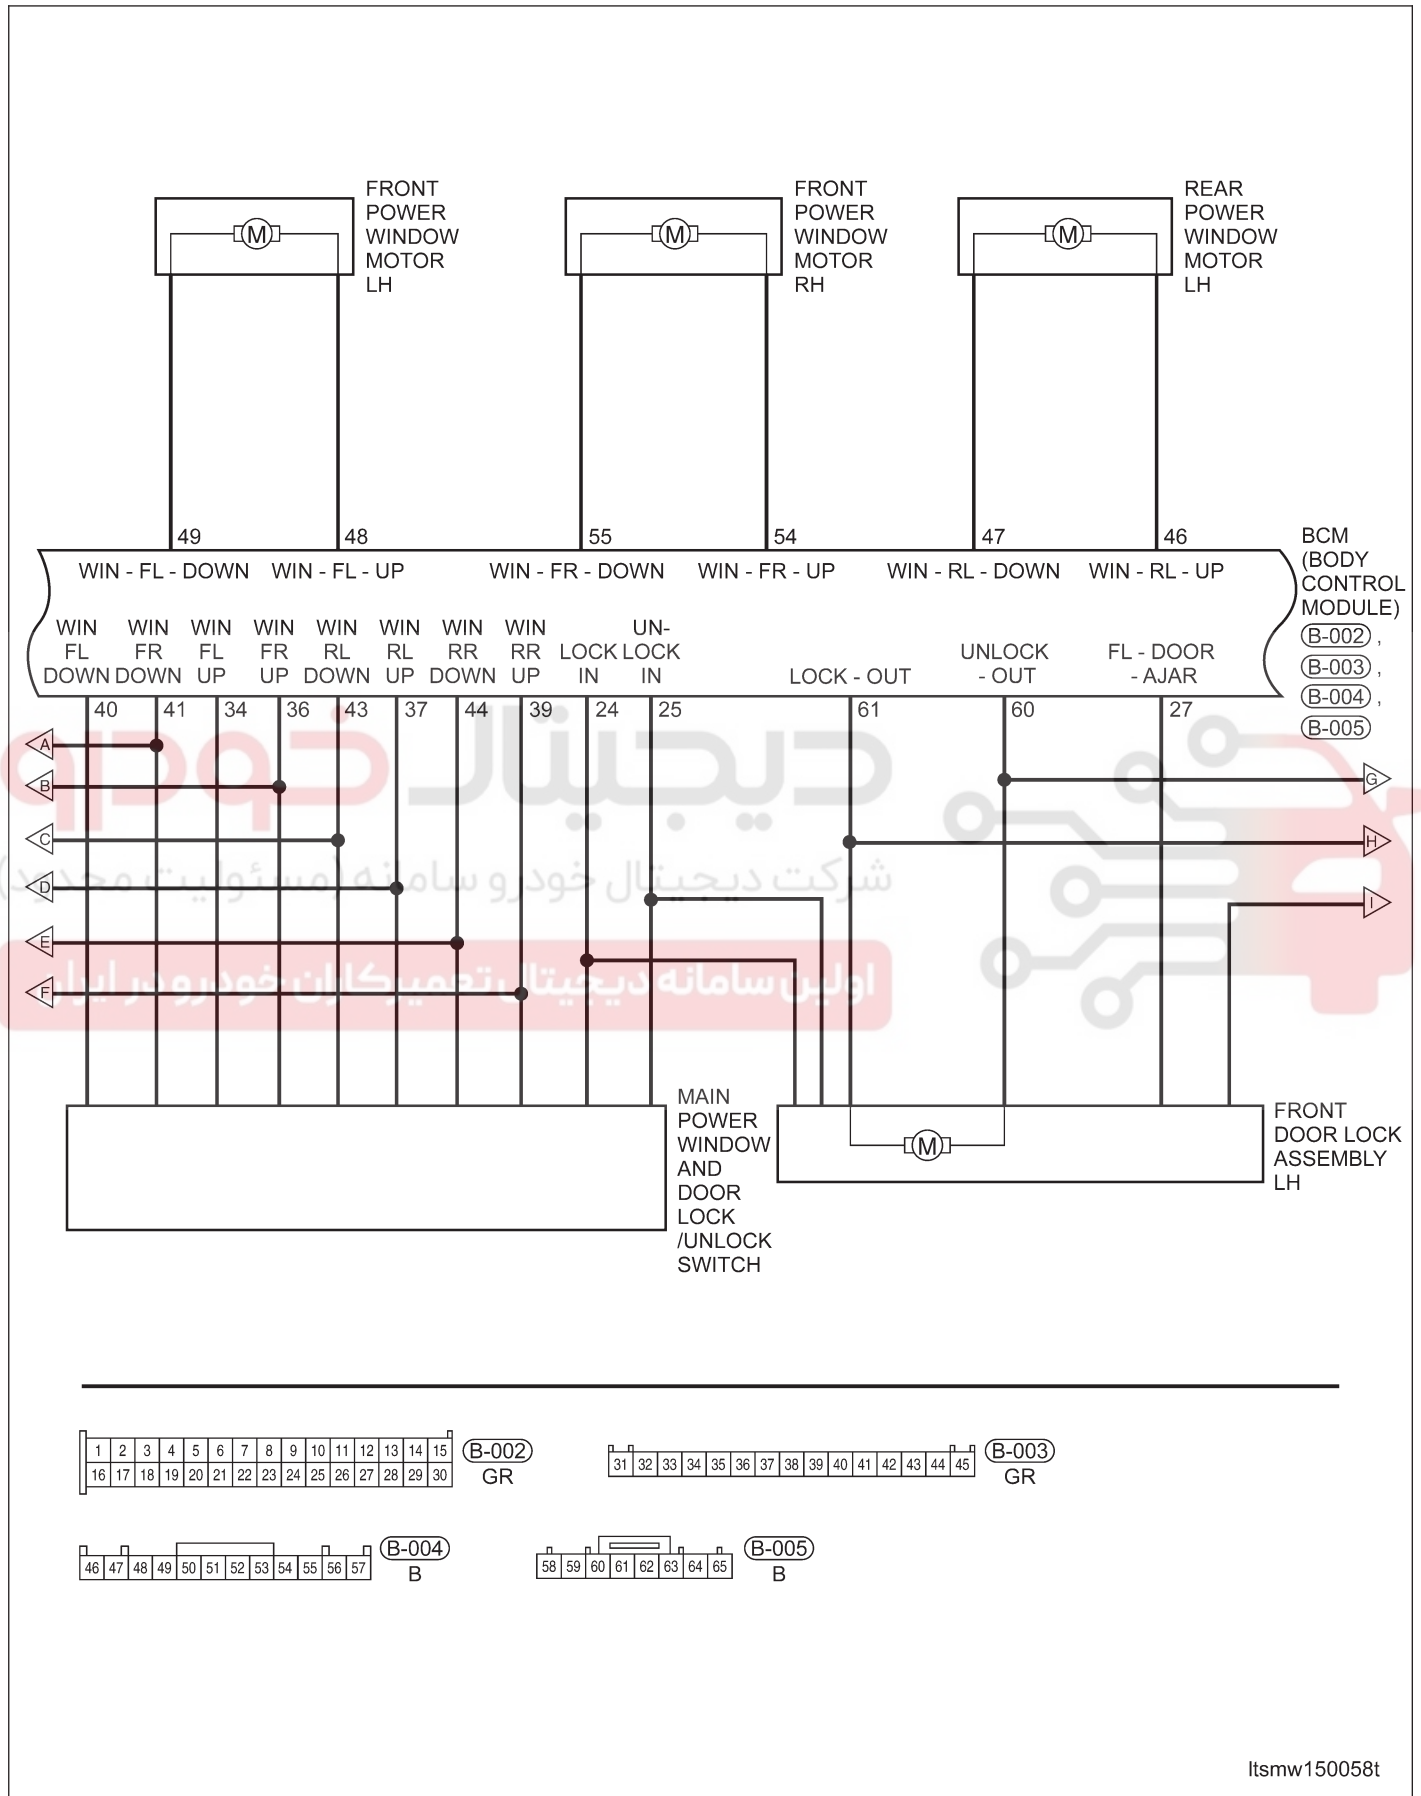 FRONT
POWER
WINDOW
MOTOR
LH
FRONT
POWER
WINDOW
MOTOR
RH
REAR
POWER
WINDOW
MOTOR
LH
M
M
M
49 48 55 54 47 46
WIN - FL - DOWN WIN - FL - UP WIN - FR - DOWN WIN - FR - UP WIN - RL - DOWN WIN - RL - UP
BCM
(BODY
CONTROL
MODULE)
B-002 ,
B-003 ,
B-004 ,
B-005
WIN
FL
DOWN
WIN
FR
DOWN
WIN
FL
UP
WIN
FR
UP
WIN
RL
DOWN
WIN
RL
UP
WIN
RR
DOWN
WIN
RR
UP
LOCK
IN
UN-
LOCK
IN
LOCK - OUT
UNLOCK
- OUT
FL - DOOR
- AJAR
40 41 34 36 43 37 44 39 24 25 61 60 27
A
B
C
D
E
F
G
H
I
دیجیتال خودرو
شرکت دیجیتال خودرو سامانه (مسئولیت محدود)
اولین سامانه دیجیتال تعمیرکاران خودرو در ایران
MAIN
POWER
WINDOW
AND
DOOR
LOCK
/UNLOCK
SWITCH
M
FRONT
DOOR LOCK
ASSEMBLY
LH
1 2 3 4 5 6 7 8 9 10 11 12 13 14 15
16 17 18 19 20 21 22 23 24 25 26 27 28 29 30
B-002
GR
31 32 33 34 35 36 37 38 39 40 41 42 43 44 45
B-003
GR
46 47 48 49 50 51 52 53 54 55 56 57
B-004
B
58 59 60 61 62 63 64 65
B-005
B
ltsmw150058t